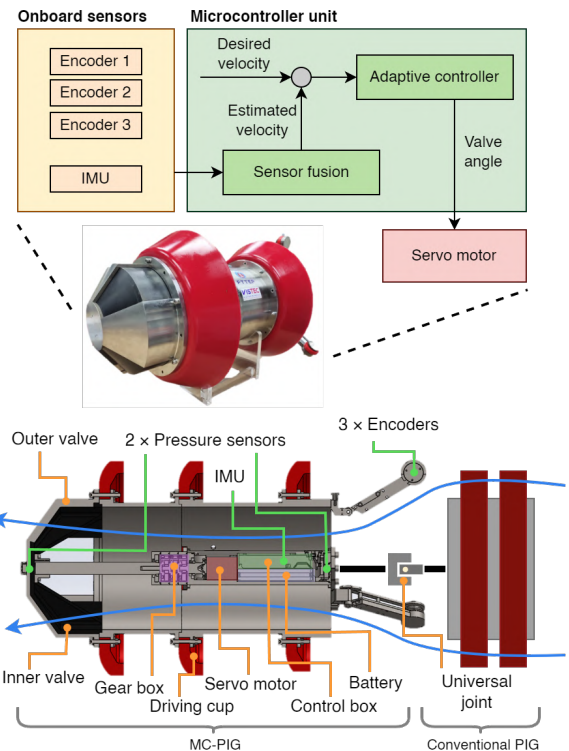 Onboard sensors
Microcontroller unit
Encoder 1
Encoder 2
Encoder 3
IMU
Desired
velocity
Estimated
velocity
Adaptive controller
Sensor fusion
Valve
angle
Servo motor
PTTEP
VISTEC
Outer valve
2 × Pressure sensors
3 × Encoders
IMU
Inner valve
Gear box
Driving cup
Servo motor
Control box
Battery
Universal
joint
MC-PIG
Conventional PIG